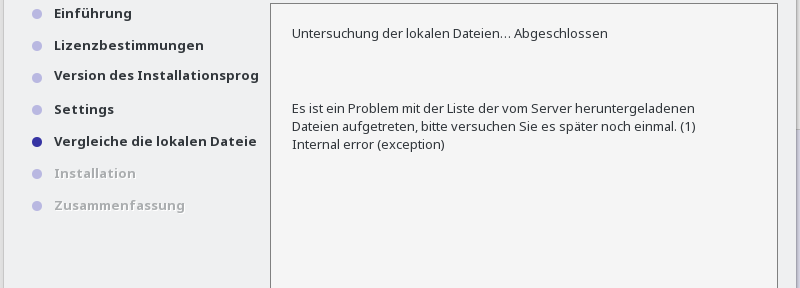 Einführung
Lizenzbestimmungen
Version des Installationsprog
Settings
Vergleiche die lokalen Dateie
Installation
Zusammenfassung
Untersuchung der lokalen Dateien... Abgeschlossen
Es ist ein Problem mit der Liste der vom Server heruntergeladenen
Dateien aufgetreten, bitte versuchen Sie es später noch einmal. (1)
Internal error (exception)